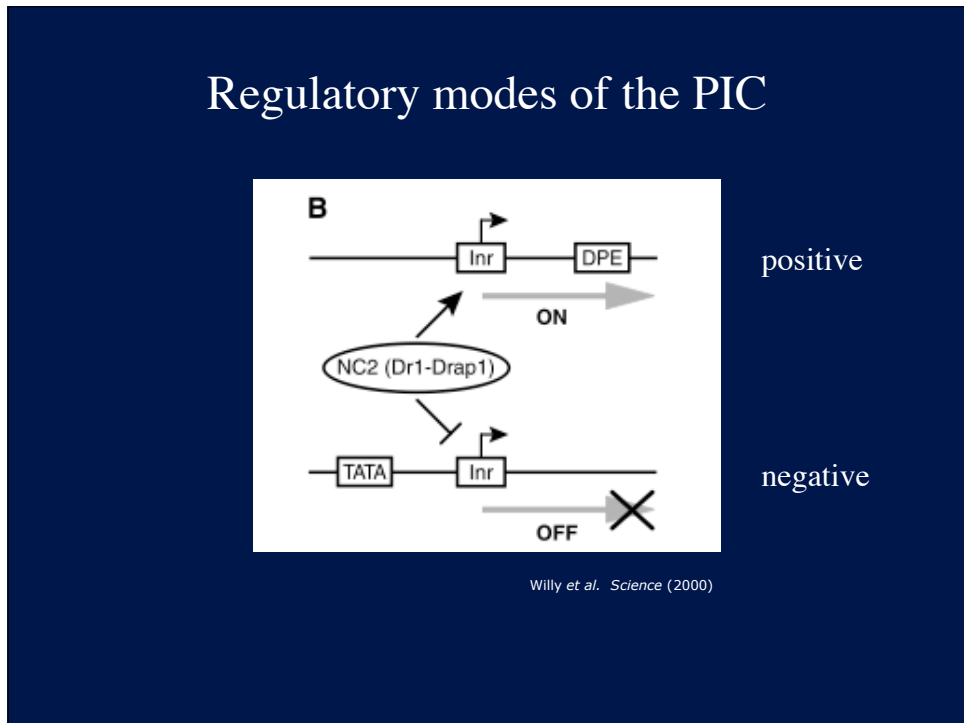 Regulatory modes of the PIC
B
Inr DPE
positive
ON
NC2 (Dr1-Drap1)
TATA Inr
negative
OFF
Willy et al. Science (2000)